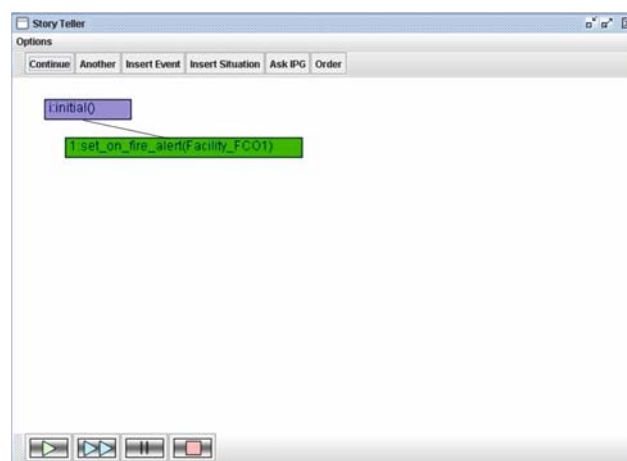 Story Teller
Options
Continue Another Insert Event Insert Situation Ask IPG Order
i:initial()
1:set_on_fire_alert(Facility_FCO1)